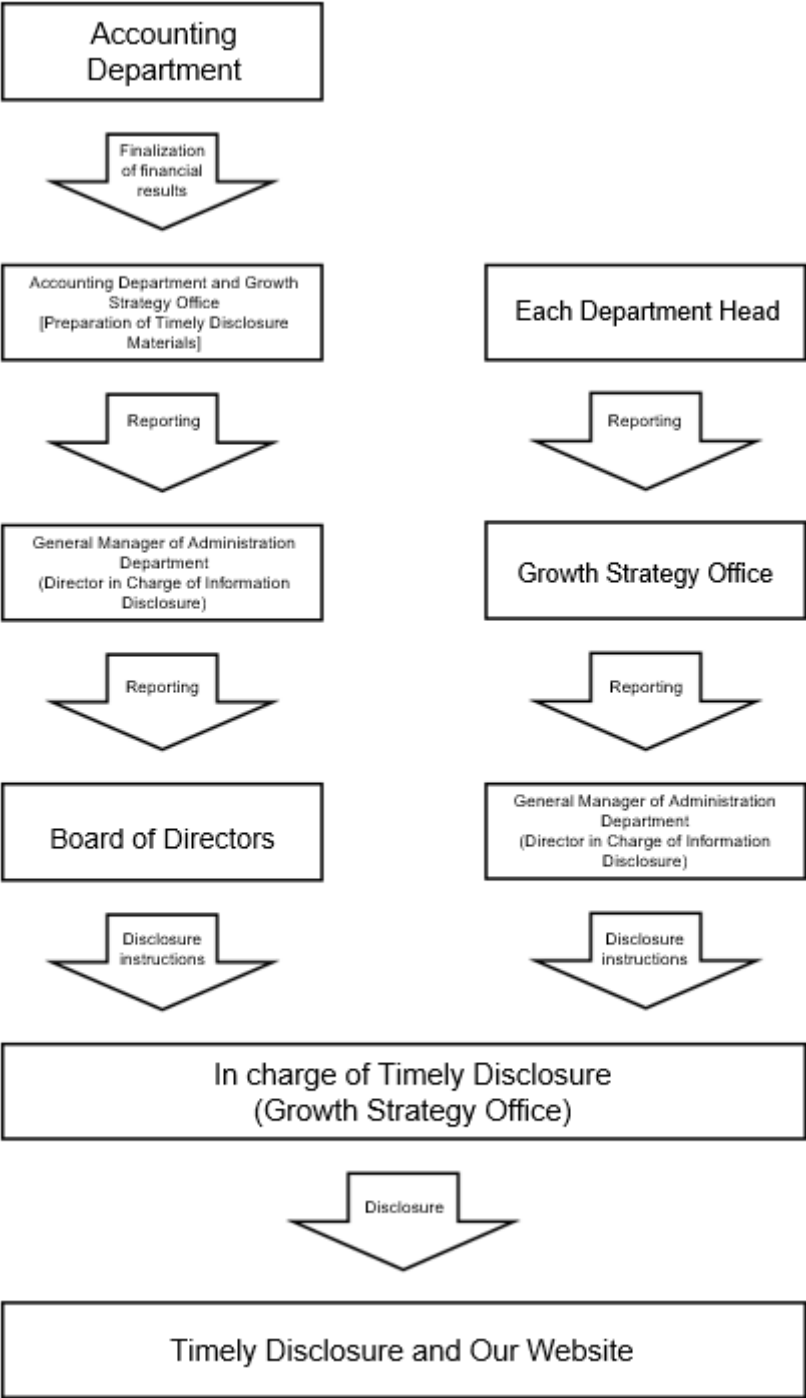 Accounting
Department
Finalization
of financial
results
Accounting Department and Growth
Strategy Office
[Preparation of Timely Disclosure
Materials]
Each Department Head
Reporting
Reporting
General Manager of Administration
Department
(Director in Charge of Information
Disclosure)
Growth Strategy Office
Reporting
Reporting
Board of Directors
General Manager of Administration
Department
(Director in Charge of Information
Disclosure)
Disclosure
instructions
Disclosure
instructions
In charge of Timely Disclosure
(Growth Strategy Office)
Disclosure
Timely Disclosure and Our Website